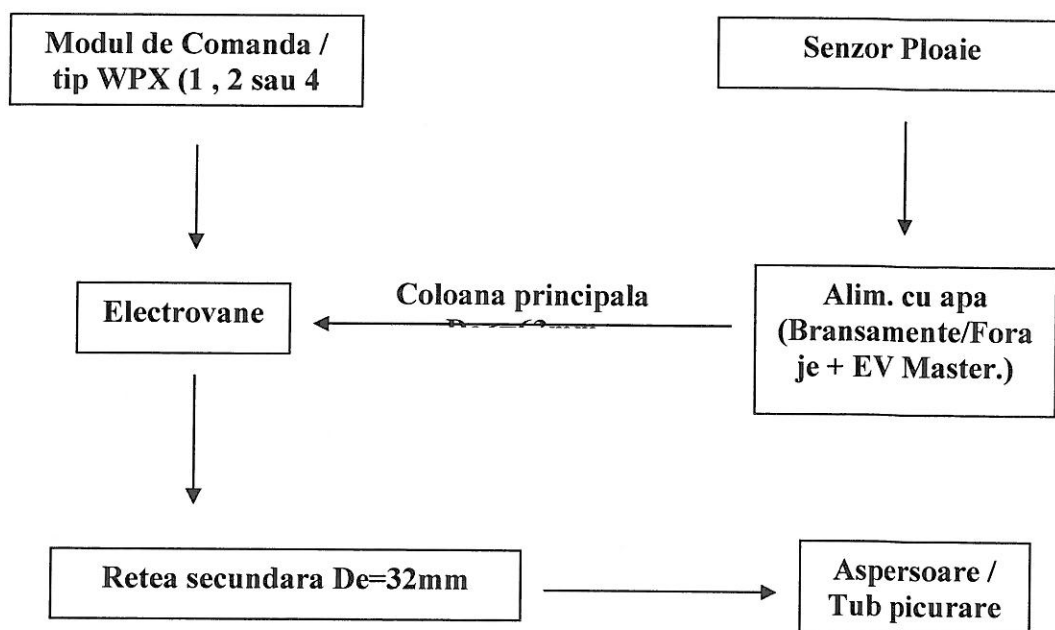 Modul de Comanda /
tip WPX (1 , 2 sau 4
Senzor Ploaie
Electrovane
Coloana principala
Alim. cu apa
(Bransamente/Fora
je + EV Master.)
Retea secundara De=32mm
Aspersoare /
Tub picurare